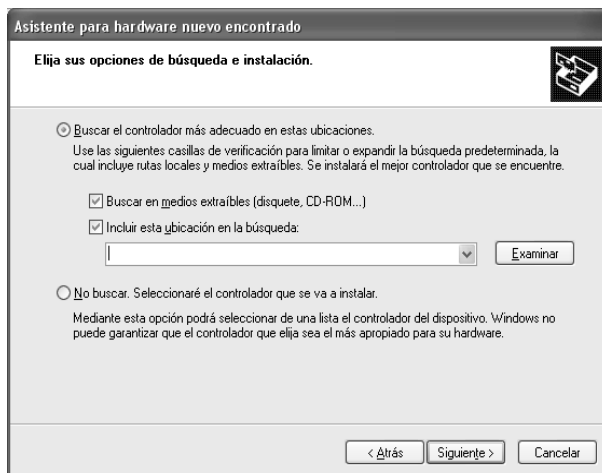 Asistente para hardware nuevo encontrado
Elija sus opciones de búsqueda e instalación.
Buscar el controlador más adecuado en estas ubicaciones.
Use las siguientes casillas de verificación para limitar o expandir la búsqueda predeterminada, la
cual incluye rutas locales y medios extraíbles. Se instalará el mejor controlador que se encuentre.
Buscar en medios extraíbles (disquete, CD-ROM...)
Incluir esta ubicación en la búsqueda:
Examinar
No buscar. Seleccionaré el controlador que se va a instalar.
Mediante esta opción podrá seleccionar de una lista el controlador del dispositivo. Windows no
puede garantizar que el controlador que elija sea el más apropiado para su hardware.
< Atrás Siguiente > Cancelar